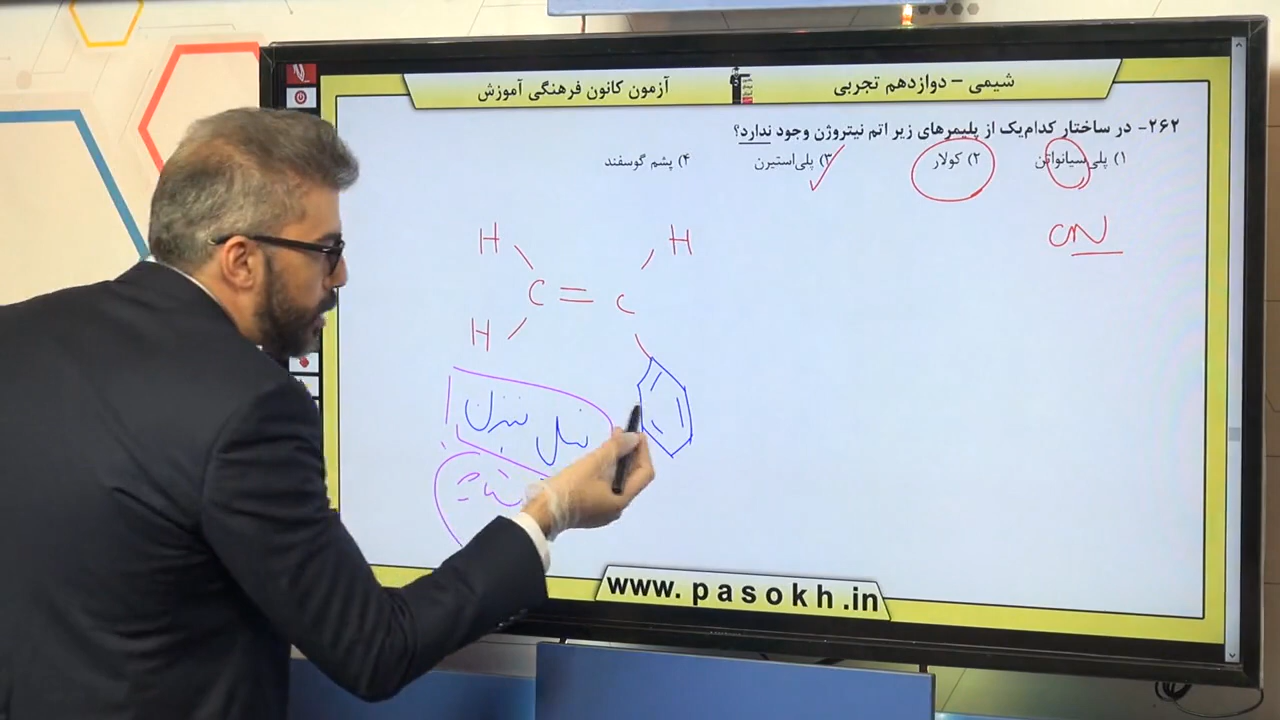 شیمی - دوازدهم تجربی
آزمون کانون فرهنگی آموزش
۲۶۲- در ساختار کدام‌یک از پلیمرهای زیر اتم نیتروژن وجود ندارد؟
۱) پلی‌سیانواتن ۲) کولار ۳) پلی‌استیرن ۴) پشم گوسفند
CN
H H
C = C
H
www.pasokh.in